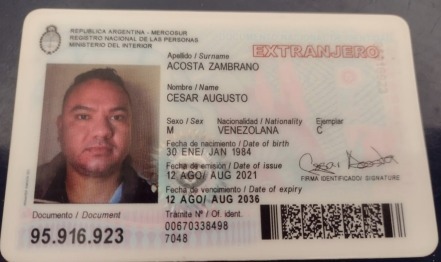 REPUBLICA ARGENTINA - MERCOSUR
REGISTRO NACIONAL DE LAS PERSONAS
MINISTERIO DEL INTERIOR
EXTRANJERO
Apellido / Surname
ACOSTA ZAMBRANO
Nombre / Name
CESAR AUGUSTO
Sexo / Sex Nacionalidad / Nationality Ejemplar
M VENEZOLANA C
Fecha de nacimiento / Date of birth
30 ENE/ JAN 1984
Fecha de emisión / Date of issue
12 AGO/ AUG 2021
Fecha de vencimiento / Date of expiry
12 AGO/ AUG 2036
FIRMA IDENTIFICADO/ SIGNATURE
Documento / Document
95.916.923
Trámite Nº / Of. ident.
00670338498
7048